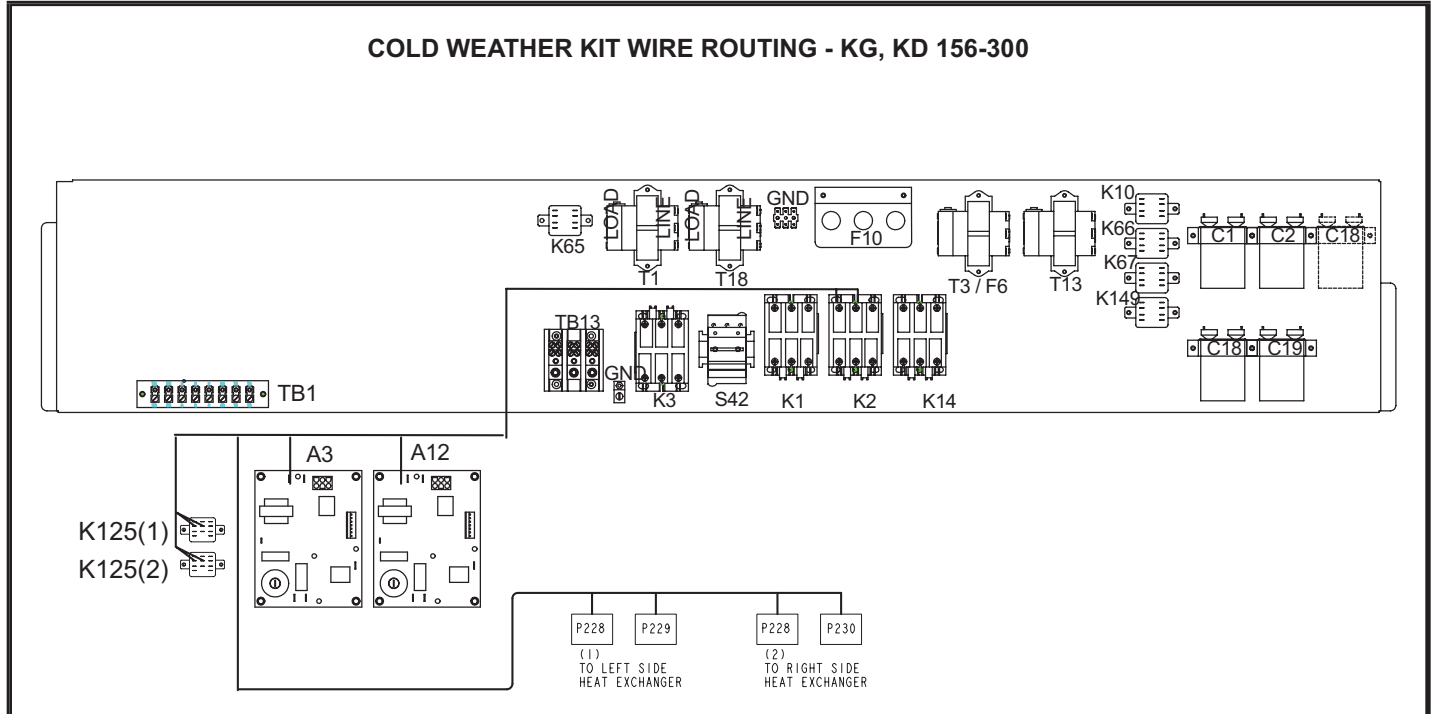 COLD WEATHER KIT WIRE ROUTING - KG, KD 156-300
K65
LOAD
LINE
T1
LOAD
LINE
T18
GND
F10
T3 / F6
T13
K10
K66
K67
K149
C1
C2
C18
C18
C19
TB1
TB13
GND
K3
S42
K1
K2
K14
A3
A12
K125(1)
K125(2)
P228
P229
P228
P230
(1)
TO LEFT SIDE
HEAT EXCHANGER
(2)
TO RIGHT SIDE
HEAT EXCHANGER